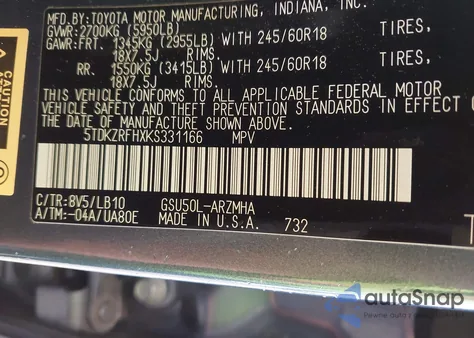 MFD.BY:TOYOTA MOTOR MANUFACTURING, INDIANA, INC.
GVWR:2700KG (5950LB)
GAWR:FRT. 1345KG (2955LB) WITH 245/60R18 TIRES,
18X7.5J RIMS,
RR. 1550KG (3415LB) WITH 245/60R18 TIRES,
18X7.5J RIMS.
THIS VEHICLE CONFORMS TO ALL APPLICABLE FEDERAL MOTOR
VEHICLE SAFETY AND THEFT PREVENTION STANDARDS IN EFFECT O
THE DATE OF MANUFACTURE SHOWN ABOVE.
5TDKZRFHXKS331166 MPV
C/TR:8V5/LB10 GSU50L-ARZMHA
A/TM:-04A/UA80E MADE IN U.S.A. 732
CAUTION
autoSnap